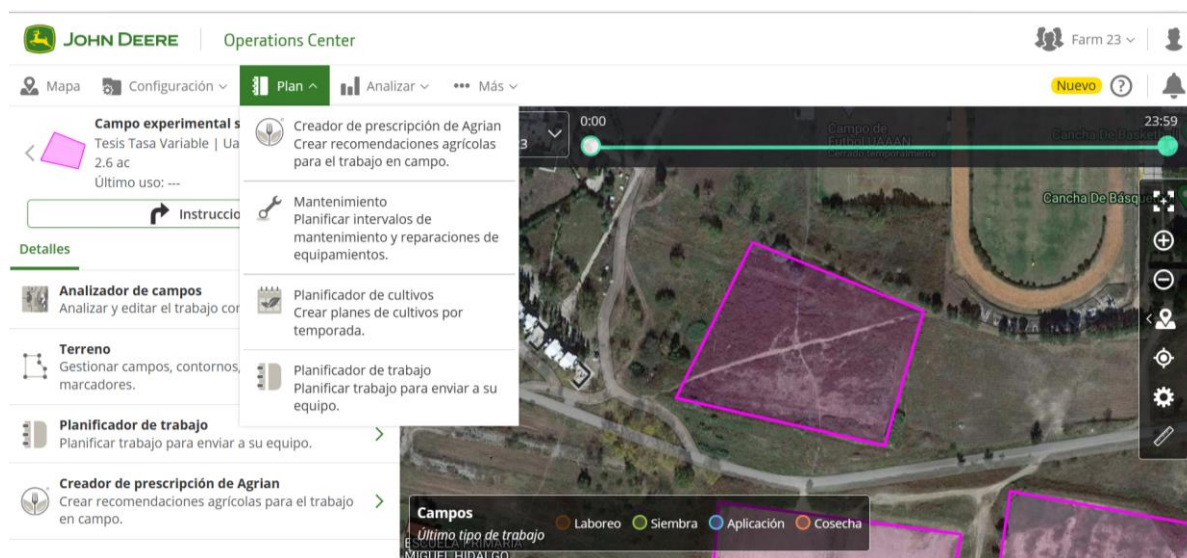 JOHN DEERE
Operations Center
Farm 23
Mapa
Configuración
Plan
Analizar
Más
Nuevo
?
Campo experimental s
Tesis Tasa Variable | Ua
2.6 ac
Último uso: ---
Instruccio
Detalles
Analizador de campos
Analizar y editar el trabajo cor
Terreno
Gestionar campos, contornos,
marcadores.
Planificador de trabajo
Planificar trabajo para enviar a su equipo.
Creador de prescripción de Agrian
Crear recomendaciones agrícolas para el trabajo
en campo.
Creador de prescripción de Agrian
Crear recomendaciones agrícolas
para el trabajo en campo.
Mantenimiento
Planificar intervalos de
mantenimiento y reparaciones de
equipamientos.
Planificador de cultivos
Crear planes de cultivos por
temporada.
Planificador de trabajo
Planificar trabajo para enviar a su
equipo.
3
0:00
23:59
Campo de
Futbol UAAAN
Cerrado temporalmente
Cancha De Basketball
Cancha De Básquetbol
Campos
Último tipo de trabajo
Laboreo
Siembra
Aplicación
Cosecha
ESCUELA PRIMARIA
MIGUEL HIDALGO